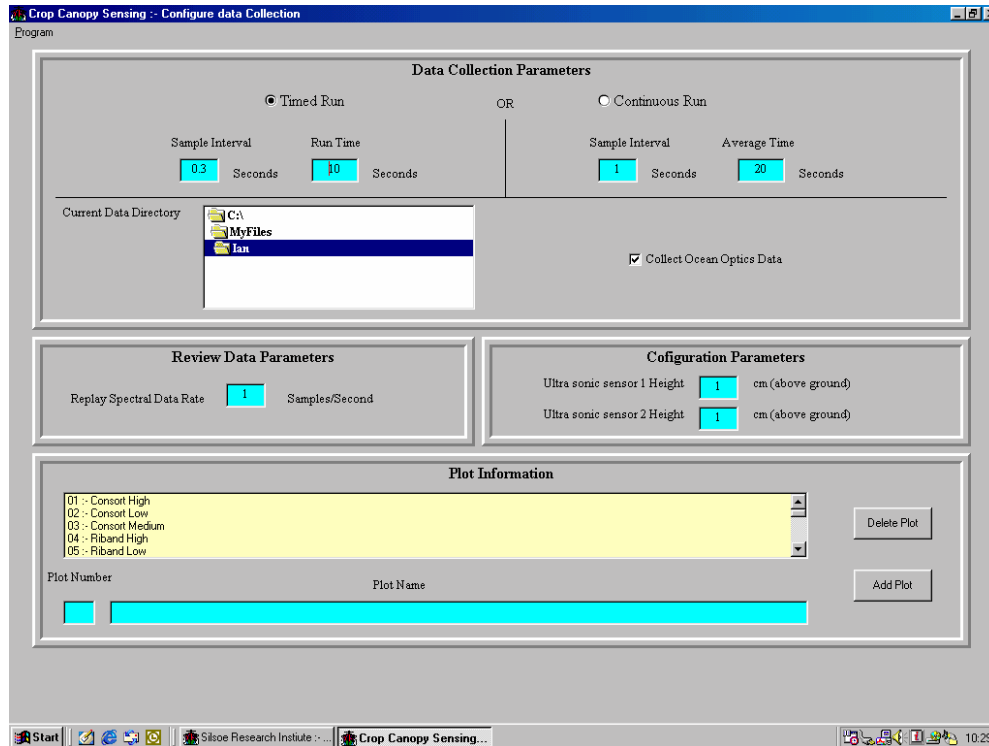 Crop Canopy Sensing :- Configure data Collection
Program
Data Collection Parameters
Timed Run OR Continuous Run
Sample Interval Run Time Sample Interval Average Time
0.3 Seconds 10 Seconds 1 Seconds 20 Seconds
Current Data Directory
C:\
MyFiles
Ian
Collect Ocean Optics Data
Review Data Parameters
Replay Spectral Data Rate 1 Samples/Second
Cofiguration Parameters
Ultra sonic sensor 1 Height 1 cm (above ground)
Ultra sonic sensor 2 Height 1 cm (above ground)
Plot Information
01 :- Consort High
02 :- Consort Low
03 :- Consort Medium
04 :- Riband High
05 :- Riband Low
Delete Plot
Plot Number Plot Name
Add Plot
Start Silsoe Research Instiute :- ... Crop Canopy Sensing... 10:29